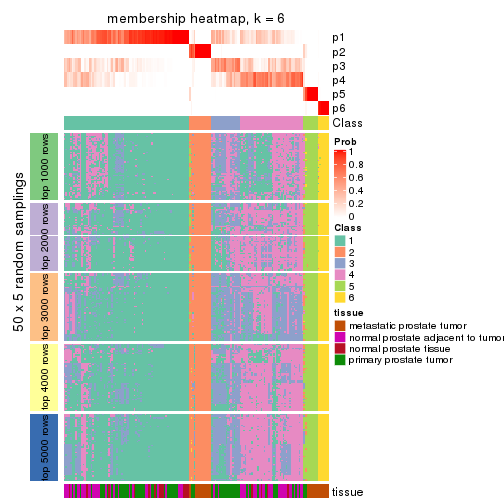 membership heatmap, k = 6
p1
p2
p3
p4
p5
p6
Class
50 x 5 random samplings
top 1000 rows
top 2000 rows
top 3000 rows
top 4000 rows
top 5000 rows
Prob
1
0.8
0.6
0.4
0.2
0
Class
1
2
3
4
5
6
tissue
metastatic prostate tumor
normal prostate adjacent to tumor
normal prostate tissue
primary prostate tumor
tissue